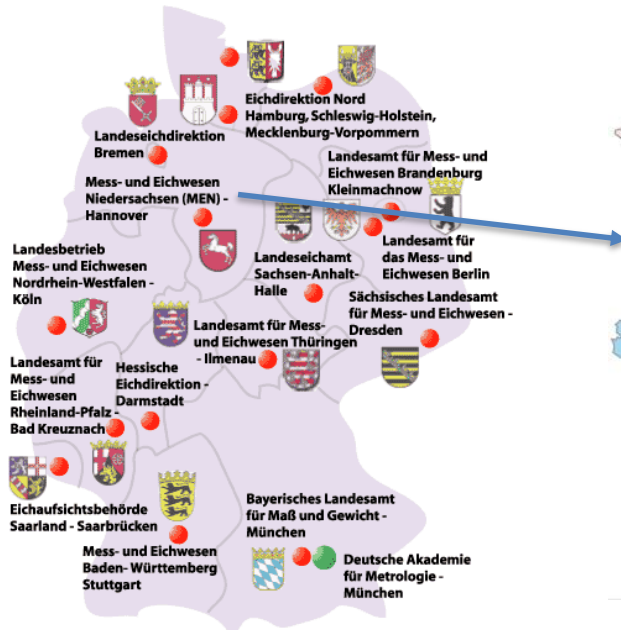 Eichdirektion Nord
Hamburg, Schleswig-Holstein,
Mecklenburg-Vorpommern
Landeseichdirektion
Bremen
Landesamt für Mess- und
Eichwesen Brandenburg
Kleinmachnow
Mess- und Eichwesen
Niedersachsen (MEN) -
Hannover
Landesamt für
das Mess- und
Eichwesen Berlin
Landesbetrieb
Mess- und Eichwesen
Nordrhein-Westfalen -
Köln
Landeseichamt
Sachsen-Anhalt-
Halle
Sächsisches Landesamt
für Mess- und Eichwesen -
Dresden
Landesamt für Mess-
und Eichwesen Thüringen
- Ilmenau
Landesamt für
Mess- und
Eichwesen
Rheinland-Pfalz -
Bad Kreuznach
Hessische
Eichdirektion -
Darmstadt
Eichaufsichtsbehörde
Saarland - Saarbrücken
Mess- und Eichwesen
Baden- Württemberg
Stuttgart
Bayerisches Landesamt
für Maß und Gewicht -
München
Deutsche Akademie
für Metrologie -
München